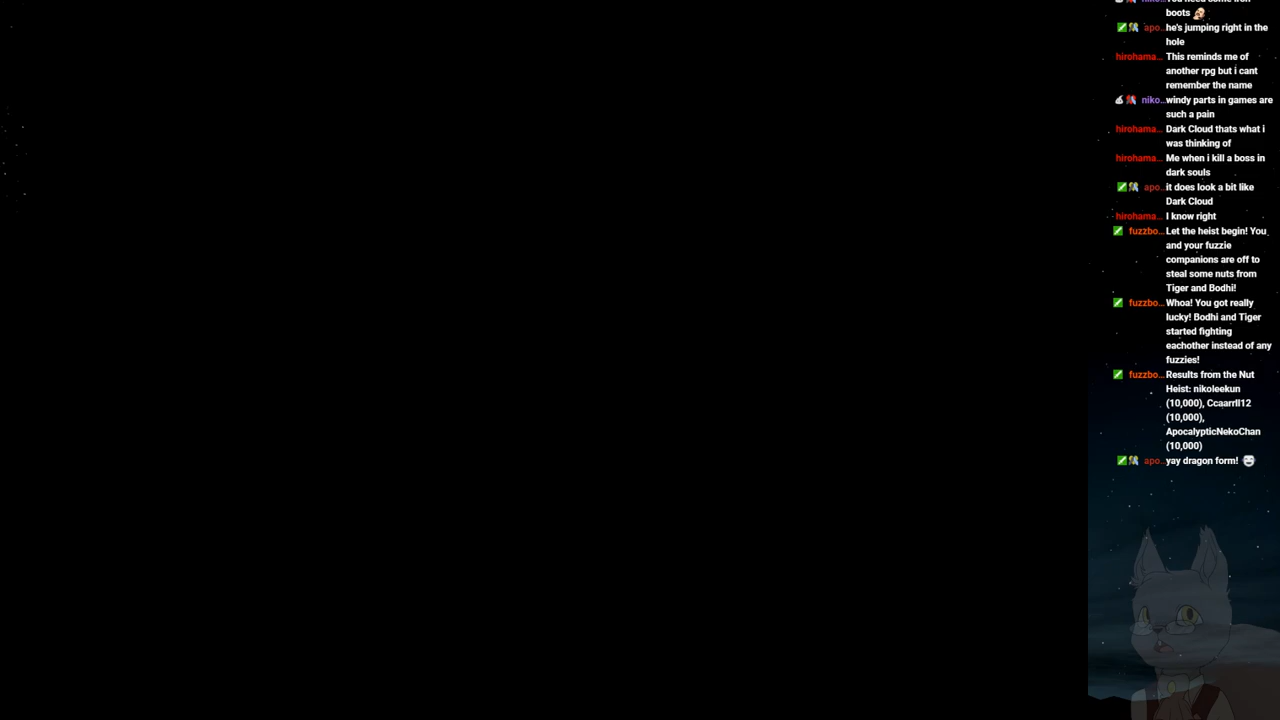 niko... You need some iron
boots
apo... he's jumping right in the
hole
hirohama... This reminds me of
another rpg but i cant
remember the name
niko... windy parts in games are
such a pain
hirohama... Dark Cloud thats what i
was thinking of
hirohama... Me when i kill a boss in
dark souls
apo... it does look a bit like
Dark Cloud
hirohama... I know right
fuzzbo... Let the heist begin! You
and your fuzzie
companions are off to
steal some nuts from
Tiger and Bodhi!
fuzzbo... Whoa! You got really
lucky! Bodhi and Tiger
started fighting
eachother instead of any
fuzzies!
fuzzbo... Results from the Nut
Heist: nikoleekun
(10,000), Ccaarrll12
(10,000),
ApocalypticNekoChan
(10,000)
apo... yay dragon form!